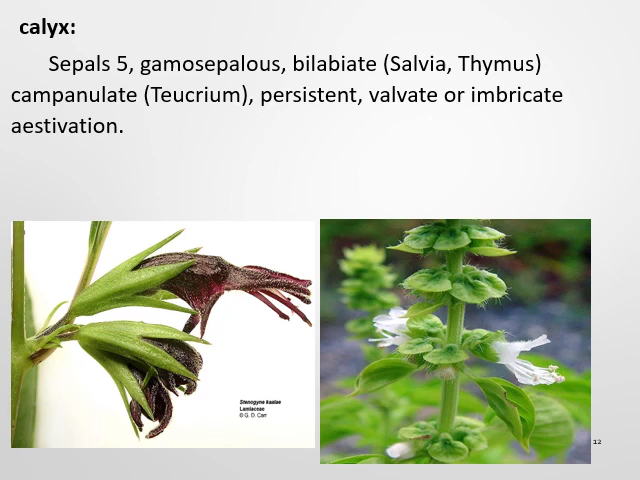 calyx:
Sepals 5, gamosepalous, bilabiate (Salvia, Thymus)
campanulate (Teucrium), persistent, valvate or imbricate
aestivation.
Stenogyne kaalae
Lamiaceae
© G. D. Carr
12